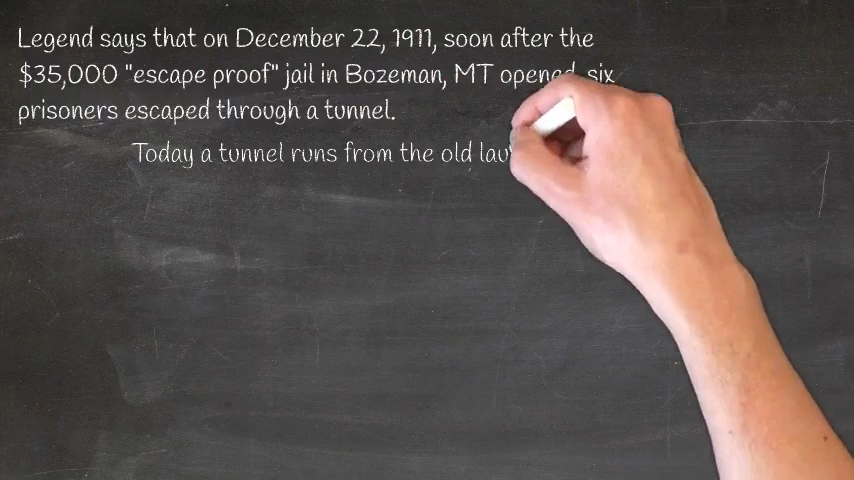 Legend says that on December 22, 1911, soon after the
$35,000 "escape proof" jail in Bozeman, MT opened, six
prisoners escaped through a tunnel.
Today a tunnel runs from the old